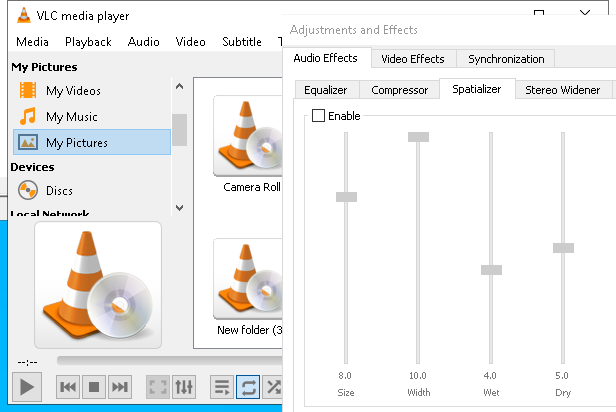 VLC media player
Media Playback Audio Video Subtitle T
My Pictures
My Videos
My Music
My Pictures
Devices
Discs
Local Network
Camera Roll
New folder (3
--:--
Adjustments and Effects
Audio Effects Video Effects Synchronization
Equalizer Compressor Spatializer Stereo Widener
Enable
8.0 10.0 4.0 5.0
Size Width Wet Dry